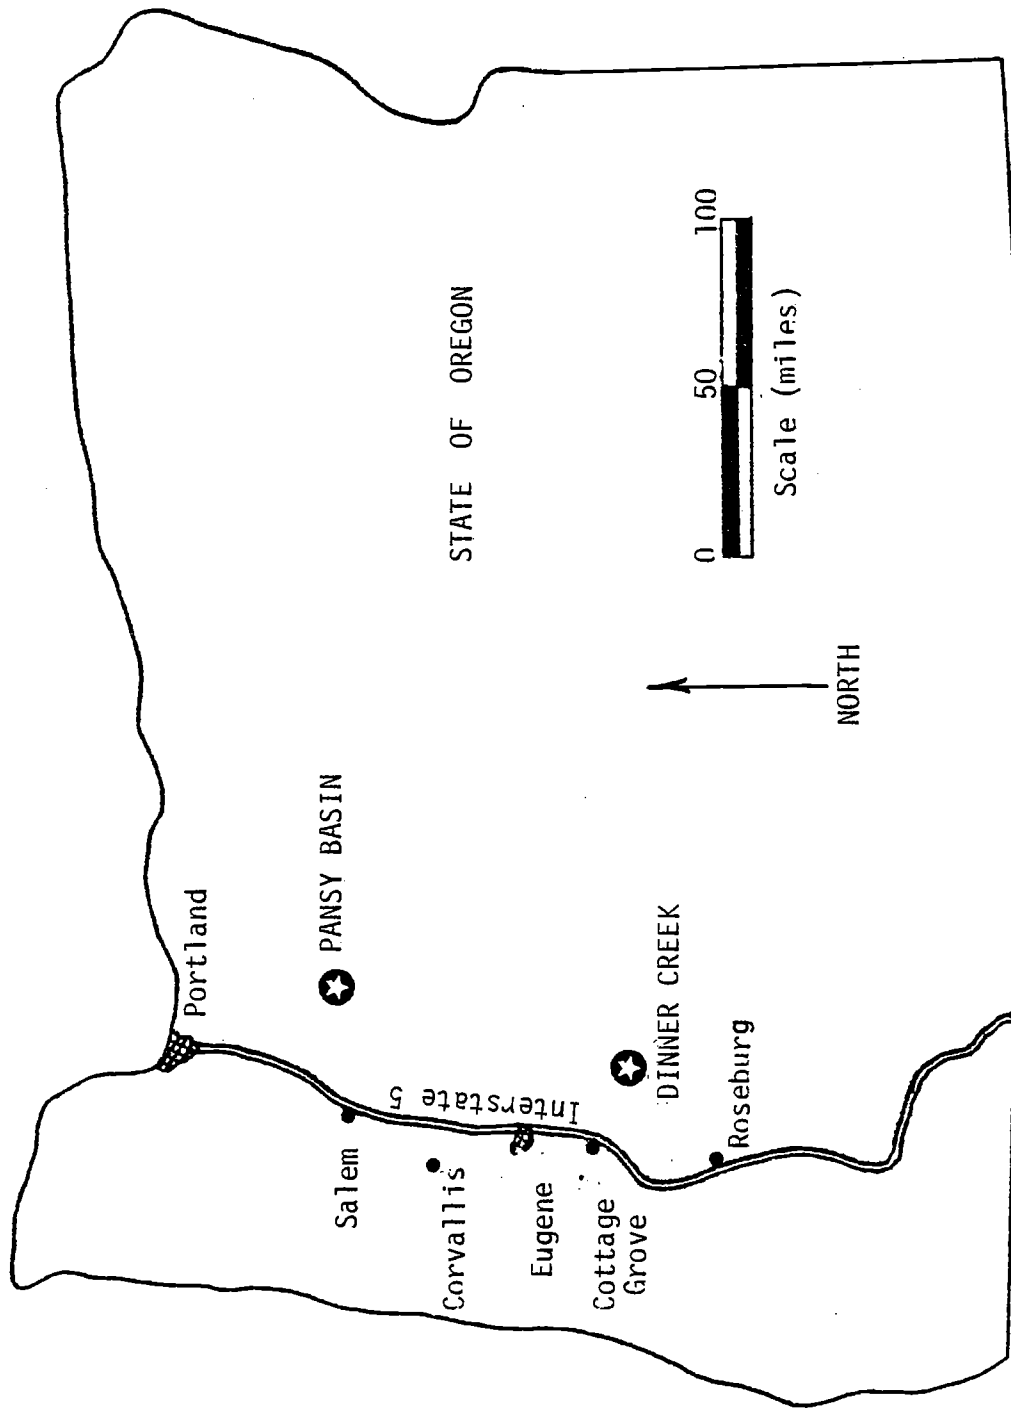 Portland
PANSY BASIN
Salem
Interstate 5
Corvallis
Eugene
Cottage
Grove
DINNER CREEK
Roseburg
STATE OF OREGON
0 50 100
Scale (miles)
NORTH